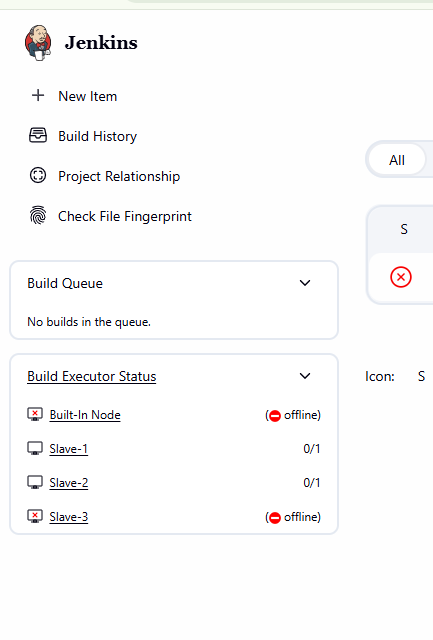 Jenkins
New Item
Build History
Project Relationship
Check File Fingerprint
All
S
Build Queue
No builds in the queue.
Build Executor Status
Icon: S
Built-In Node (offline)
Slave-1 0/1
Slave-2 0/1
Slave-3 (offline)